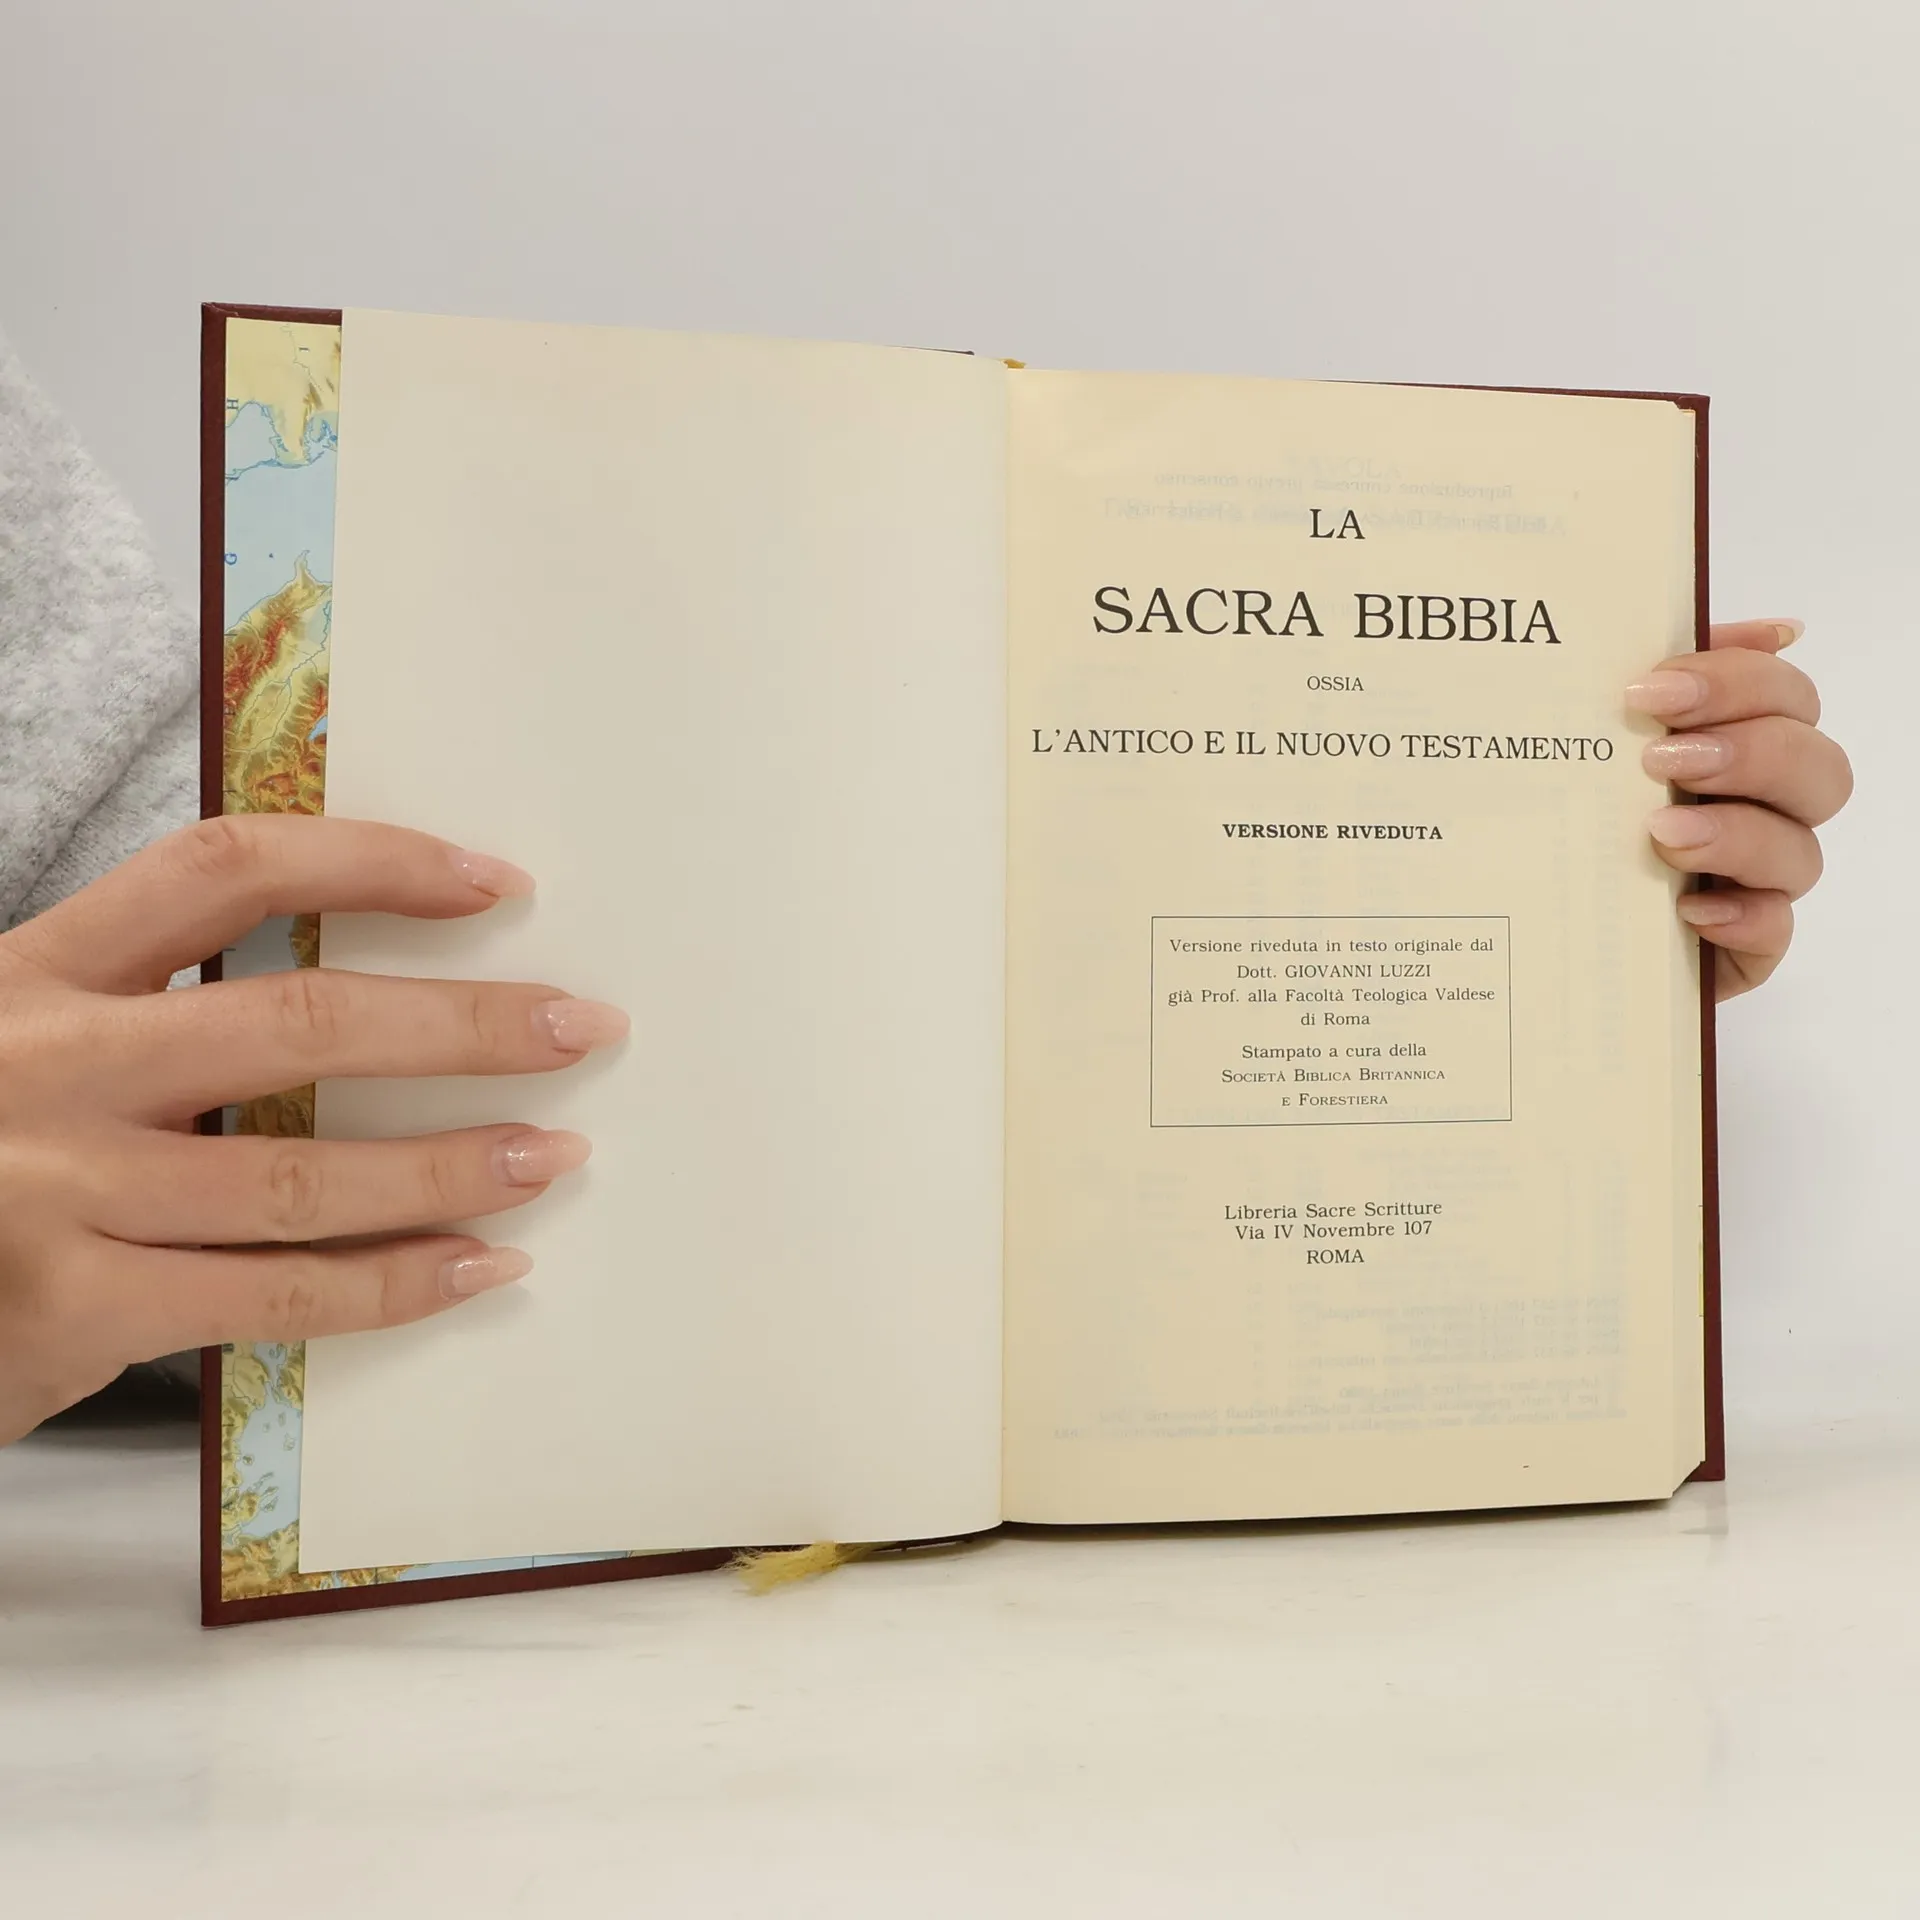 LA
SACRA BIBBIA
OSSIA
L'ANTICO E IL NUOVO TESTAMENTO
VERSIONE RIVEDUTA
Versione riveduta in testo originale dal
Dott. GIOVANNI LUZZI
già Prof. alla Facoltà Teologica Valdese
di Roma
Stampato a cura della
SOCIETÀ BIBLICA BRITANNICA
E FORESTIERA
Libreria Sacre Scritture
Via IV Novembre 107
ROMA